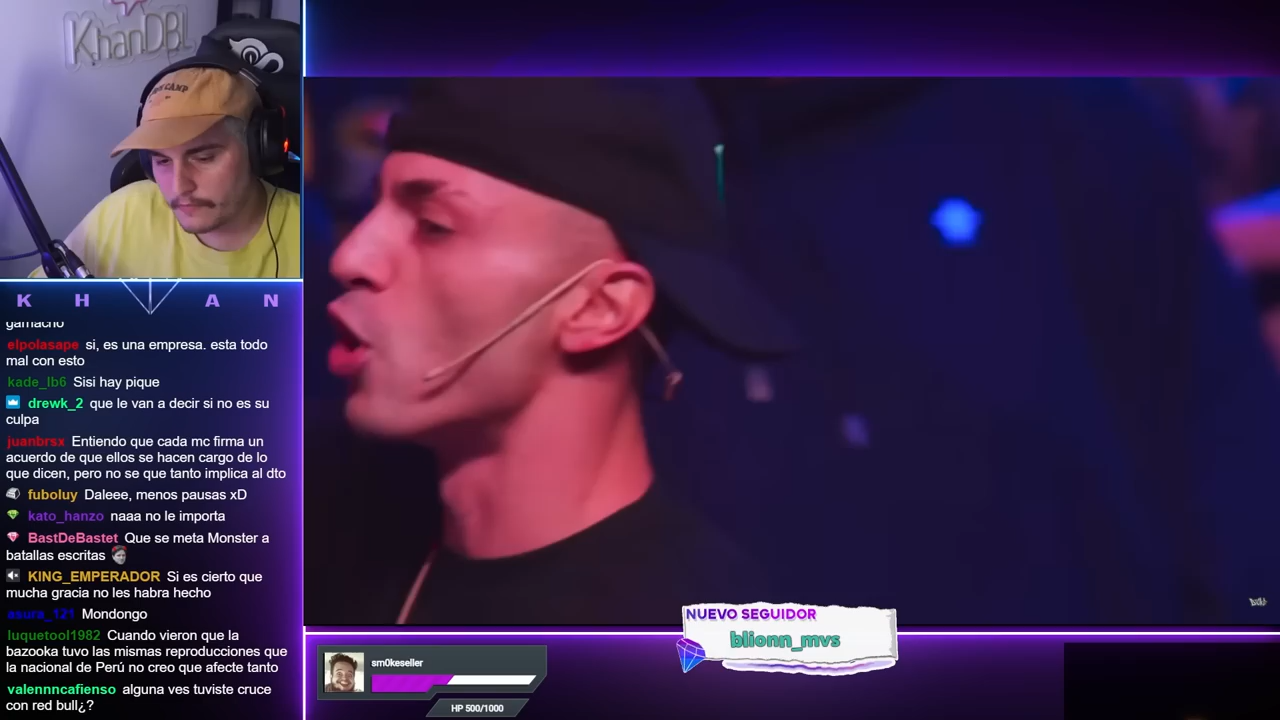 KhanDBL
K H A N
gamacho
elpolasape si, es una empresa. esta todo
mal con esto
kade_lb6 Sisi hay pique
drewk_2 que le van a decir si no es su
culpa
juanbrsx Entiendo que cada mc firma un
acuerdo de que ellos se hacen cargo de lo
que dicen, pero no se que tanto implica al dto
fuboluy Daleee, menos pausas xD
kato_hanzo naaa no le importa
BastDeBastet Que se meta Monster a
batallas escritas
KING_EMPERADOR Si es cierto que
mucha gracia no les habra hecho
asura_121 Mondongo
luquetool1982 Cuando vieron que la
bazooka tuvo las mismas reproducciones que
la nacional de Perú no creo que afecte tanto
valennncafienso alguna ves tuviste cruce
con red bull¿?
NUEVO SEGUIDOR
blionn_mvs
sm0keseller
HP 500/1000